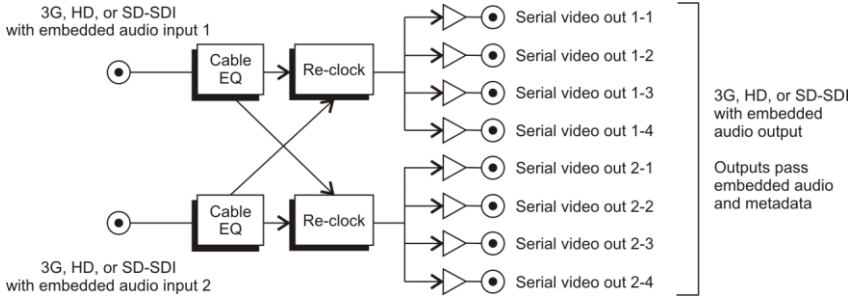 3G, HD, or SD-SDI
with embedded audio input 1
Cable
EQ
Re-clock
Serial video out 1-1
Serial video out 1-2
Serial video out 1-3
Serial video out 1-4
Cable
EQ
Re-clock
3G, HD, or SD-SDI
with embedded audio input 2
Serial video out 2-1
Serial video out 2-2
Serial video out 2-3
Serial video out 2-4
3G, HD, or SD-SDI
with embedded
audio output
Outputs pass
embedded audio
and metadata